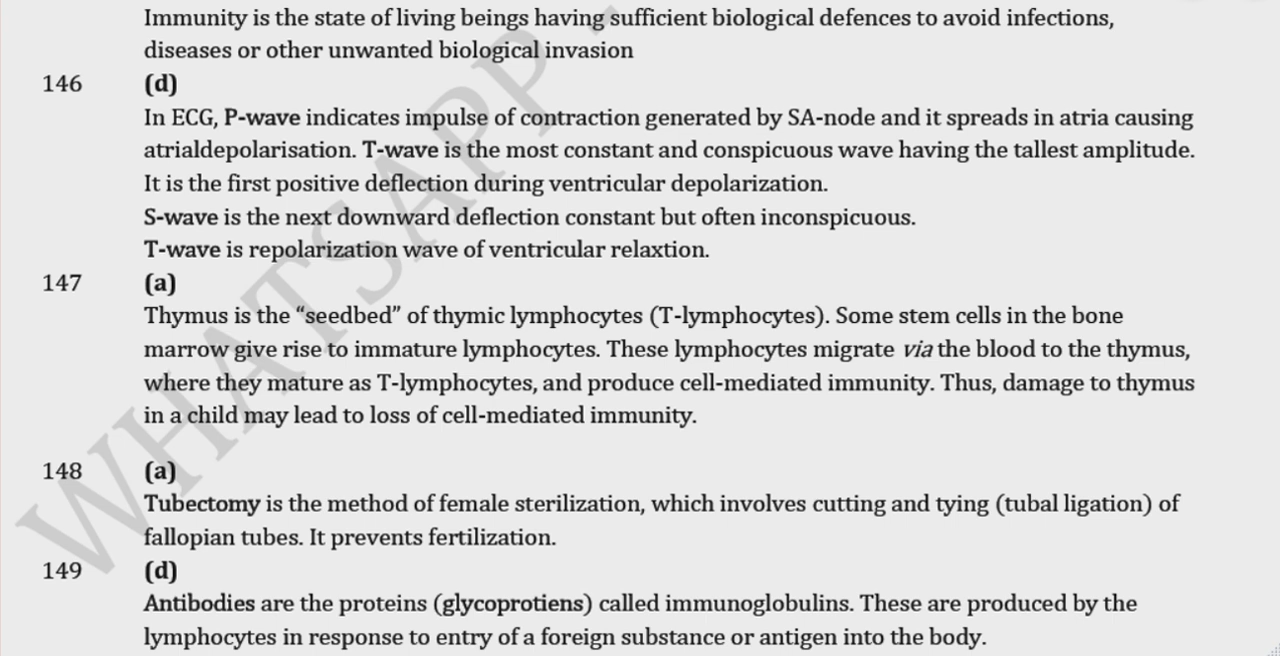 Immunity is the state of living beings having sufficient biological defences to avoid infections,
diseases or other unwanted biological invasion
146 (d)
In ECG, P-wave indicates impulse of contraction generated by SA-node and it spreads in atria causing
atrialdepolarisation. T-wave is the most constant and conspicuous wave having the tallest amplitude.
It is the first positive deflection during ventricular depolarization.
S-wave is the next downward deflection constant but often inconspicuous.
T-wave is repolarization wave of ventricular relaxtion.
147 (a)
Thymus is the “seedbed” of thymic lymphocytes (T-lymphocytes). Some stem cells in the bone
marrow give rise to immature lymphocytes. These lymphocytes migrate via the blood to the thymus,
where they mature as T-lymphocytes, and produce cell-mediated immunity. Thus, damage to thymus
in a child may lead to loss of cell-mediated immunity.
148 (a)
Tubectomy is the method of female sterilization, which involves cutting and tying (tubal ligation) of
fallopian tubes. It prevents fertilization.
149 (d)
Antibodies are the proteins (glycoprotiens) called immunoglobulins. These are produced by the
lymphocytes in response to entry of a foreign substance or antigen into the body.
WHATSAPP -